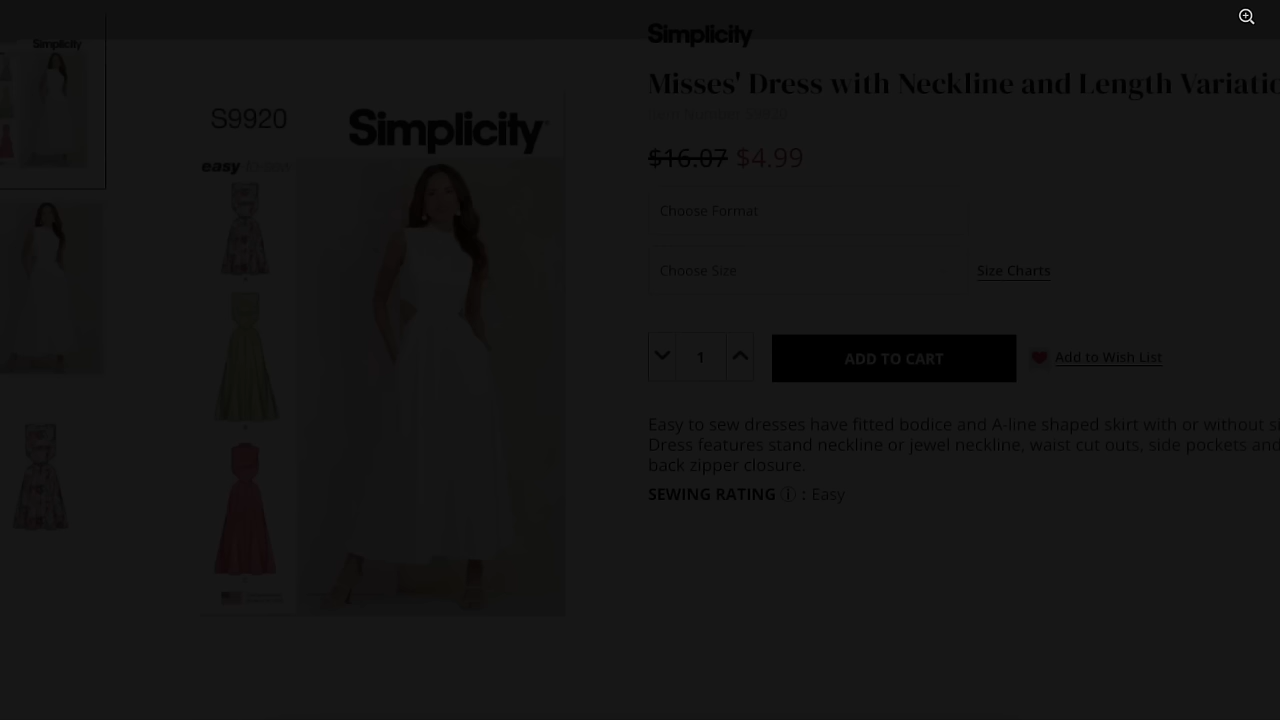 Simplicity
Simplicity
Misses' Dress with Neckline and Length Variatio
S9920
Simplicity
$16.07 $4.99
easy
Choose Format
Choose Size
Size Charts
1
ADD TO CART
Add to Wish List
Easy to sew dresses have fitted bodice and A-line shaped skirt with or without
Dress features stand neckline or jewel neckline, waist cut outs, side pockets and
back zipper closure.
SEWING RATING ⓘ : Easy